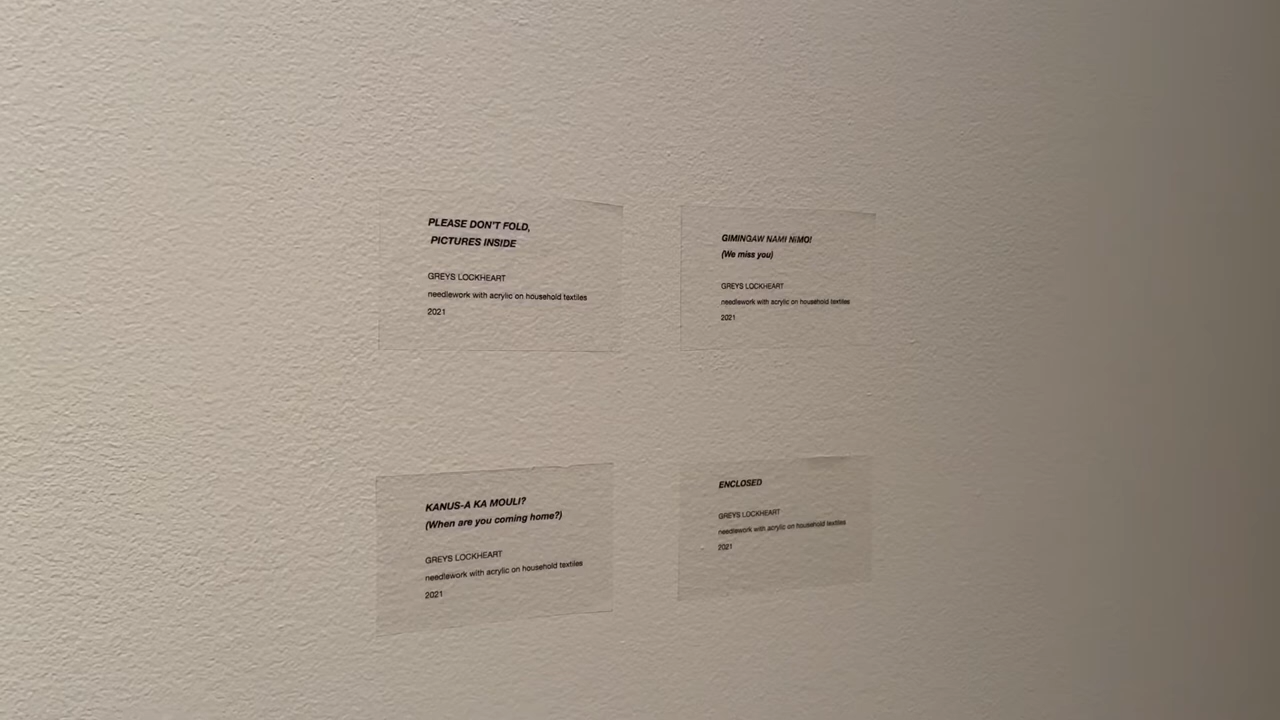 PLEASE DON'T FOLD,
PICTURES INSIDE
GREYS LOCKHEART
needlework with acrylic on household textiles
2021
GIMINGAW NAMI NIMO!
(We miss you)
GREYS LOCKHEART
needlework with acrylic on household textiles
2021
KANUS-A KA MOULI?
(When are you coming home?)
GREYS LOCKHEART
needlework with acrylic on household textiles
2021
ENCLOSED
GREYS LOCKHEART
needlework with acrylic on household textiles
2021